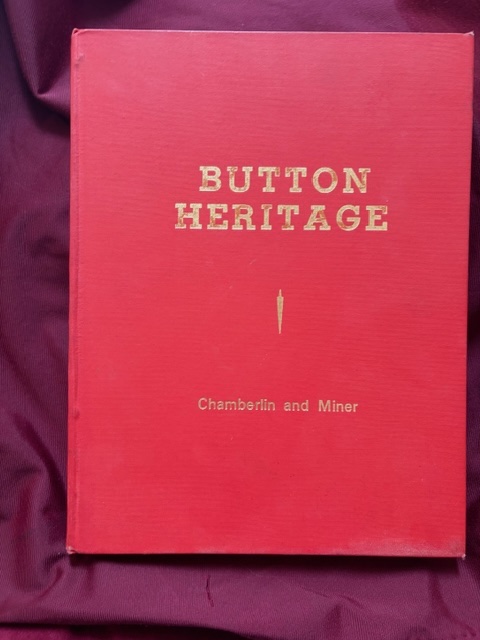 BUTTON
HERITAGE
Chamberlin and Miner